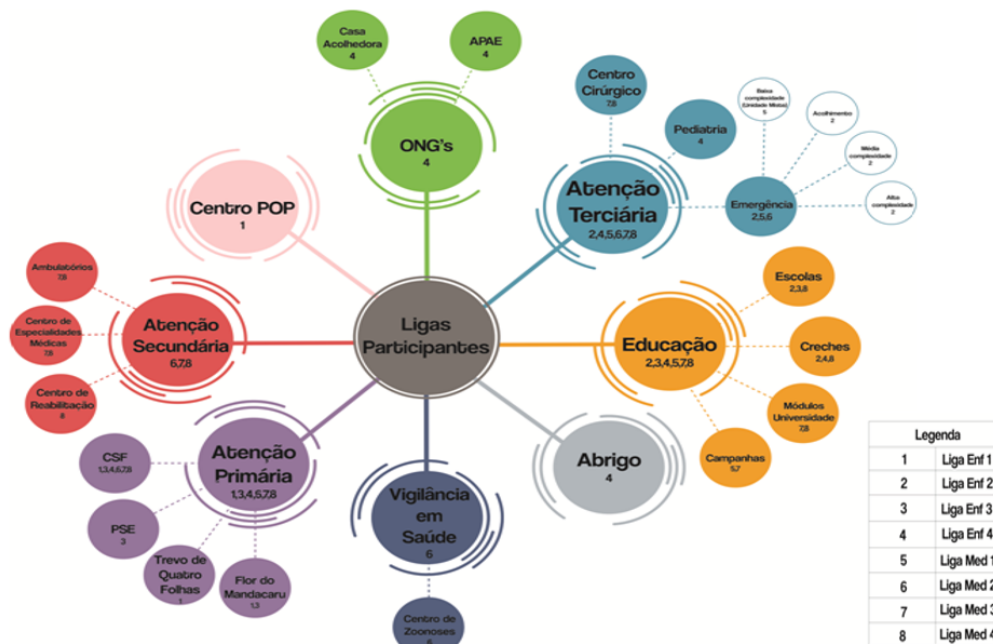 Casa
Acolhedora
4
APAE
4
ONG's
4
Centro
Cirúrgico
7,8
Pediatria
4
Baixa
complexidade
(Unidade Mista)
5
Acolhimento
2
Média
complexidade
2
Alta
complexidade
2
Emergência
2,5,6
Atenção
Terciária
2,4,5,6,7,8
Centro POP
1
Ambulatórios
7,8
Centro de
Especialidades
Médicas
7,8
Centro de
Reabilitação
8
Atenção
Secundária
6,7,8
Ligas
Participantes
Educação
2,3,4,5,7,8
Escolas
2,3,8
Creches
2,4,8
Módulos
Universidade
7,8
Campanhas
5,7
Abrigo
4
Vigilância
em
Saúde
6
Centro de
Zoonoses
6
Atenção
Primária
1,3,4,5,7,8
CSF
1,3,4,6,7,8
PSE
3
Trevo de
Quatro
Folhas
1
Flor do
Mandacaru
1,3
Legenda
1 Liga Enf 1
2 Liga Enf 2
3 Liga Enf 3
4 Liga Enf 4
5 Liga Med 1
6 Liga Med 2
7 Liga Med 3
8 Liga Med 4